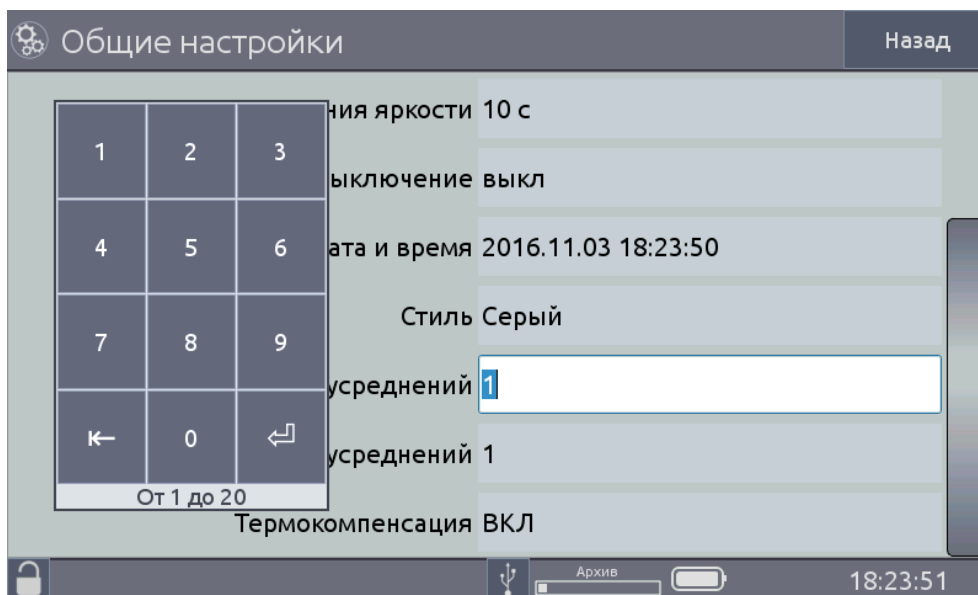 Общие настройки
Назад
ния яркости 10 с
ыключение выкл
ата и время 2016.11.03 18:23:50
Стиль Серый
усреднений 1
усреднений 1
Термокомпенсация ВКЛ
1 2 3
4 5 6
7 8 9
0
От 1 до 20
Архив
18:23:51